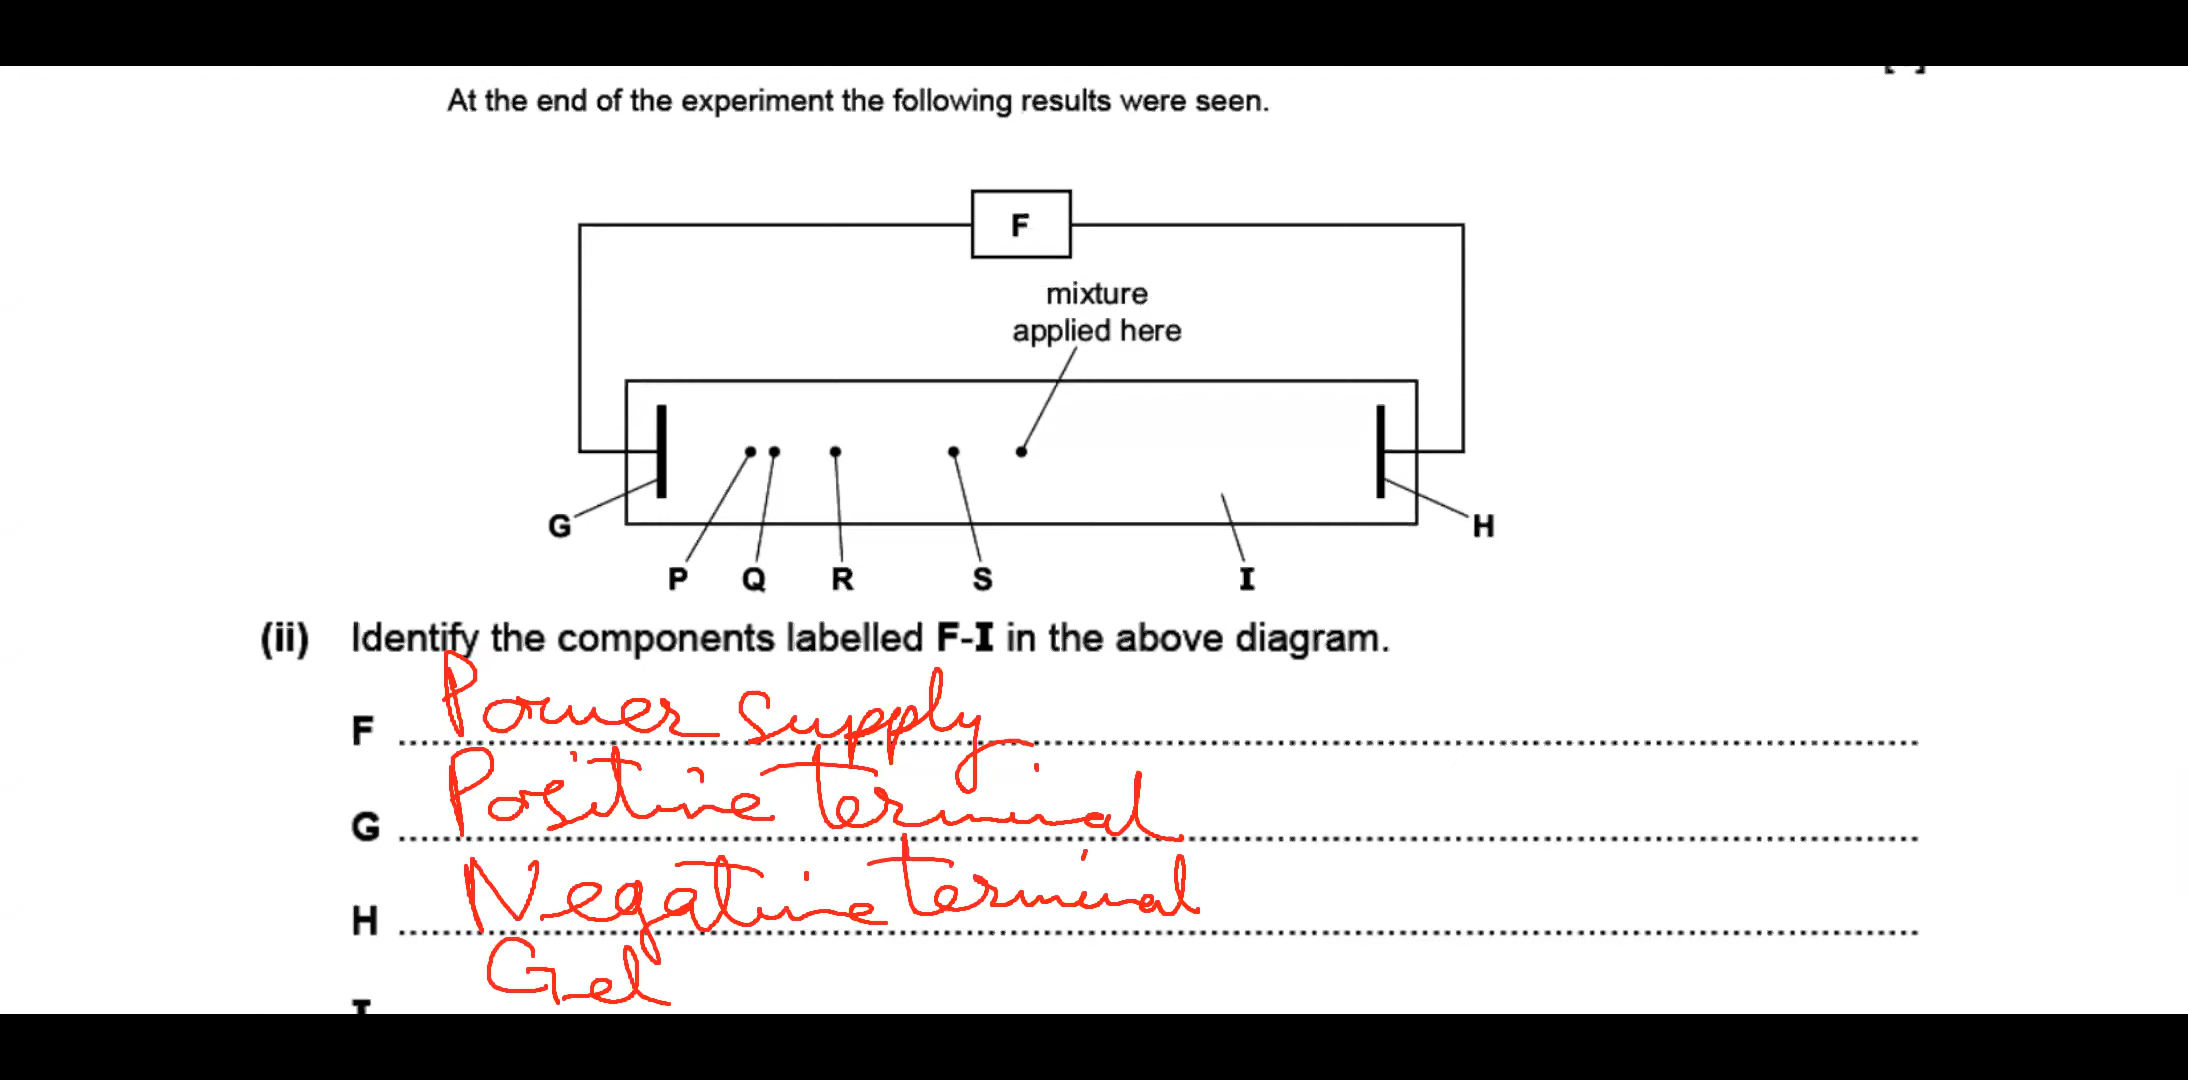 At the end of the experiment the following results were seen.
F
mixture
applied here
G
H
P Q R S I
(ii) Identify the components labelled F-I in the above diagram.
F Power supply
G Positive terminal
H Negative terminal
I Gel